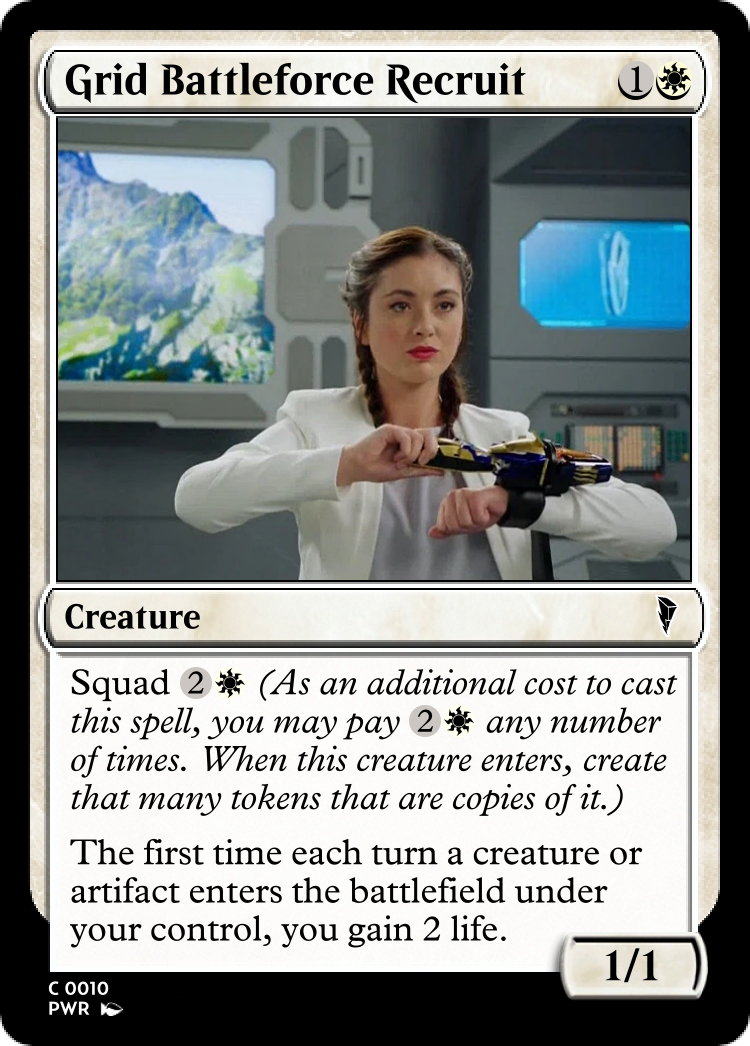 Grid Battleforce Recruit 1
Creature
Squad 2 (As an additional cost to cast
this spell, you may pay 2 any number
of times. When this creature enters, create
that many tokens that are copies of it.)
The first time each turn a creature or
artifact enters the battlefield under
your control, you gain 2 life.
1/1
C 0010
PWR